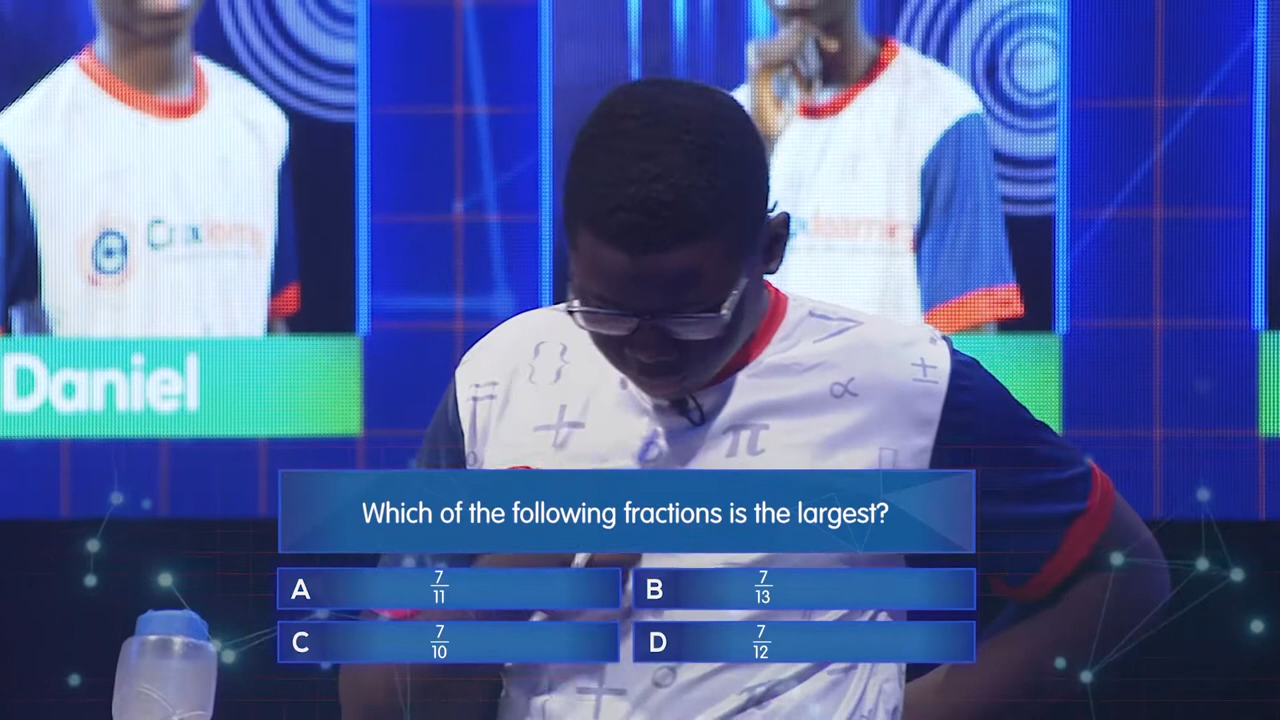 Daniel
Which of the following fractions is the largest?
A 7/11
B 7/13
C 7/10
D 7/12